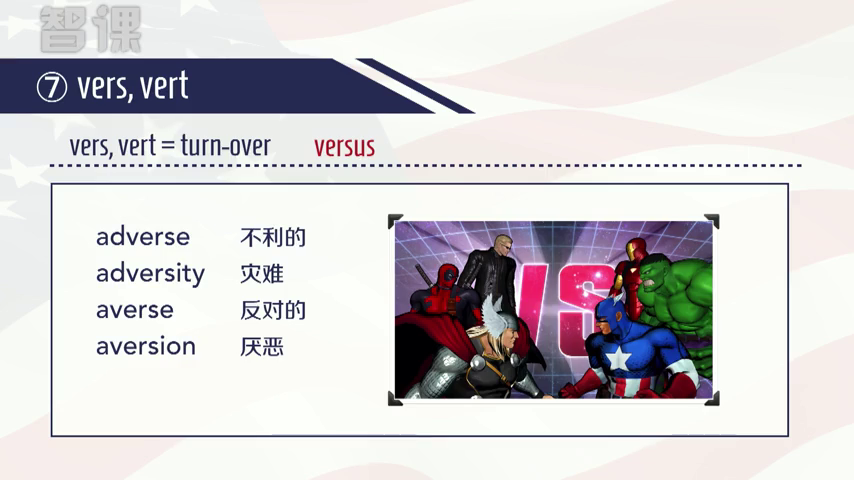 智课
⑦ vers, vert
vers, vert = turn-over versus
adverse 不利的
adversity 灾难
averse 反对的
aversion 厌恶
VS